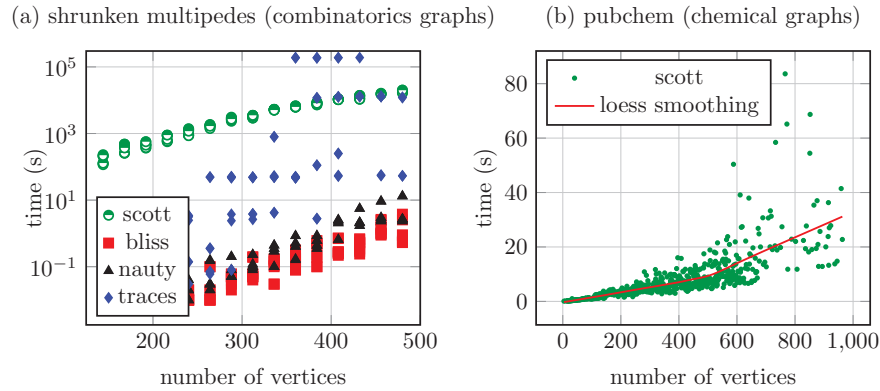 (a) shrunken multipedes (combinatorics graphs)
10^5
10^3
10^1
10^−1
time (s)
scott
bliss
nauty
traces
200
300
400
500
number of vertices
(b) pubchem (chemical graphs)
80
60
40
20
0
time (s)
scott
loess smoothing
0
200
400
600
800
1,000
number of vertices